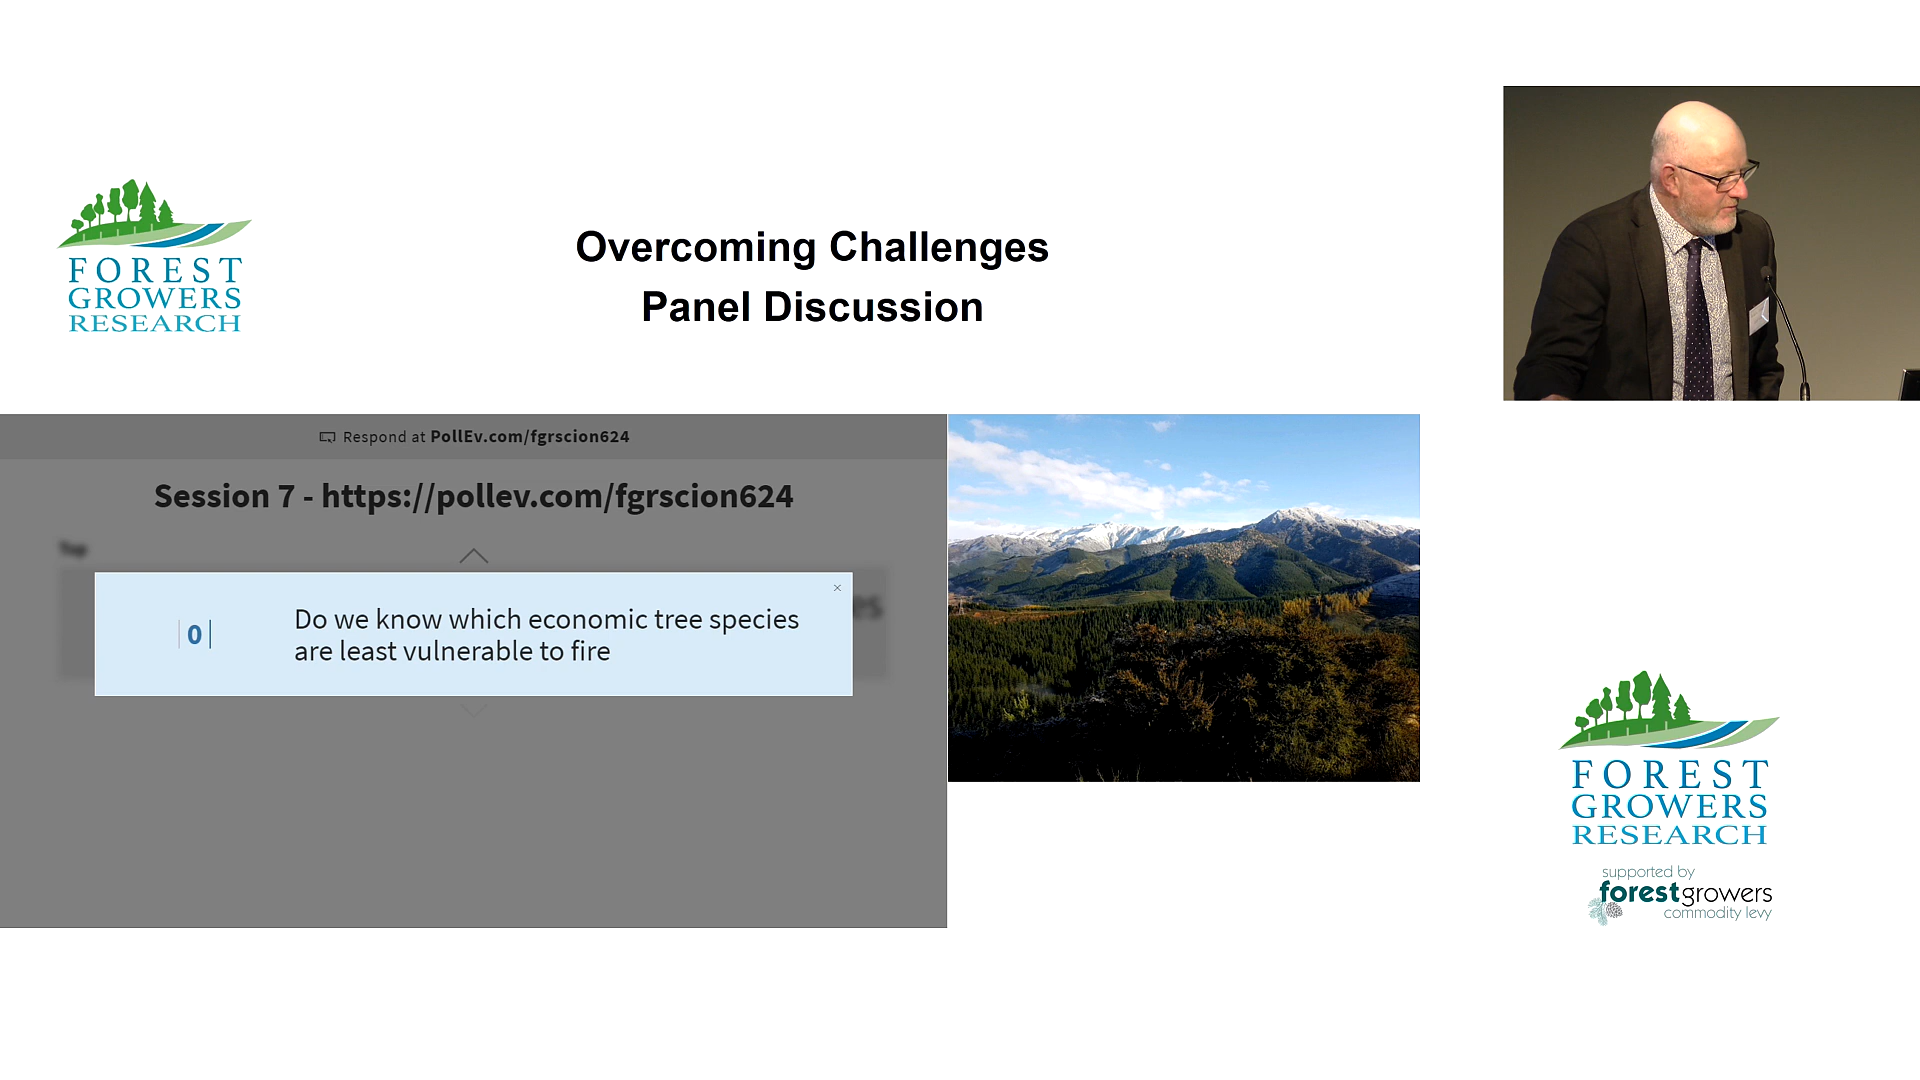 FOREST
GROWERS
RESEARCH
Overcoming Challenges
Panel Discussion
Respond at PollEv.com/fgrscion624
Session 7 - https://pollev.com/fgrscion624
Top
0
Do we know which economic tree species
are least vulnerable to fire
FOREST
GROWERS
RESEARCH
supported by
forestgrowers
commodity levy